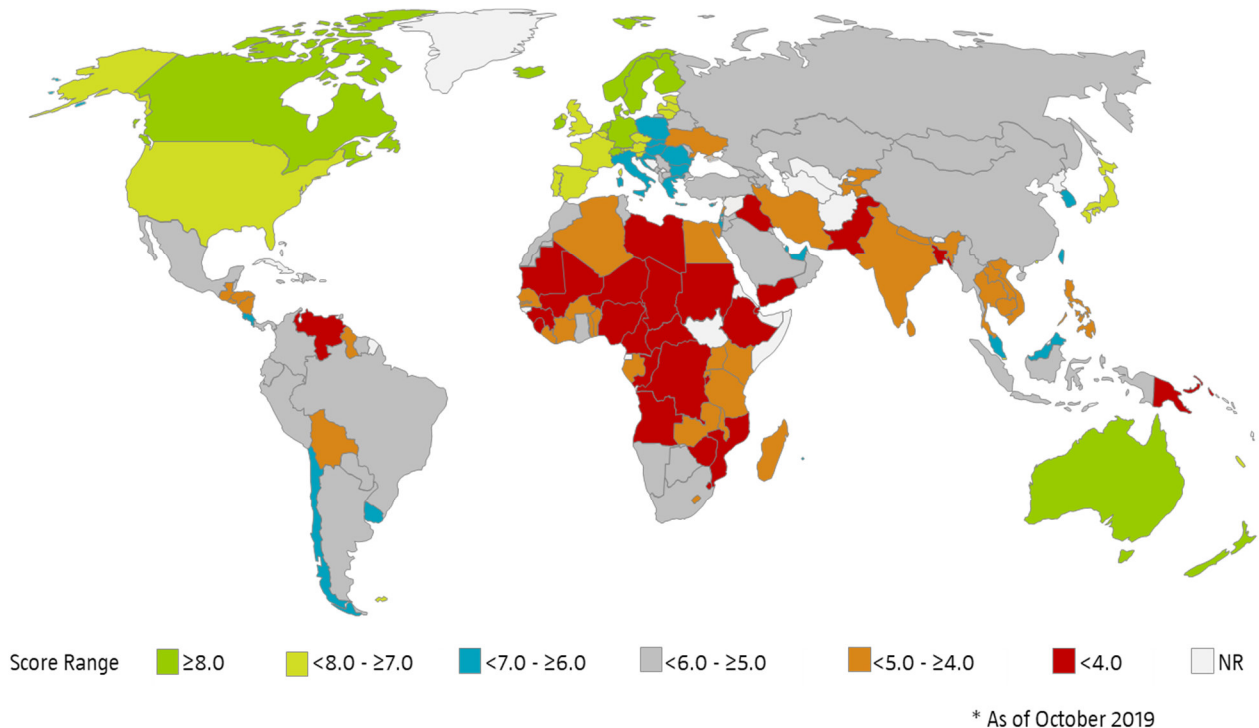 Score Range ≥8.0 <8.0 - ≥7.0 <7.0 - ≥6.0 <6.0 - ≥5.0 <5.0 - ≥4.0 <4.0 NR
* As of October 2019